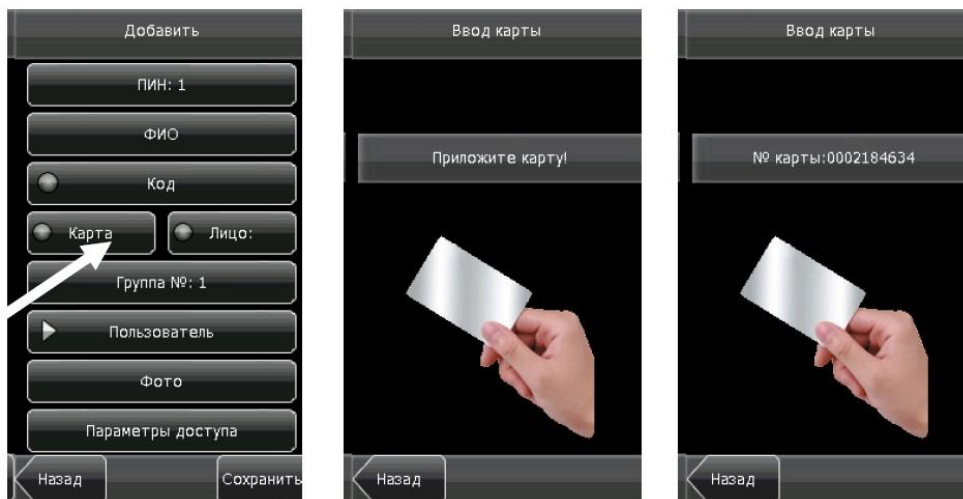 Добавить
ПИН: 1
ФИО
Код
Карта
Лицо:
Группа №: 1
Пользователь
Фото
Параметры доступа
Назад
Сохранить
Ввод карты
Приложите карту!
Назад
Ввод карты
№ карты:0002184634
Назад